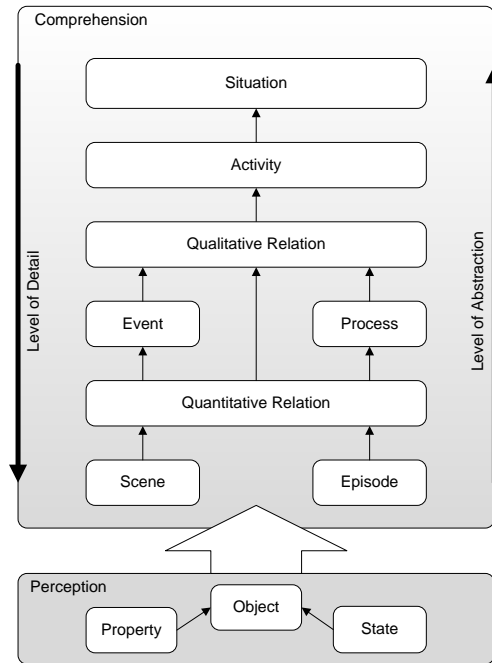 Comprehension
Situation
Activity
Qualitative Relation
Event
Process
Quantitative Relation
Scene
Episode
Level of Detail
Level of Abstraction
Perception
Object
Property
State